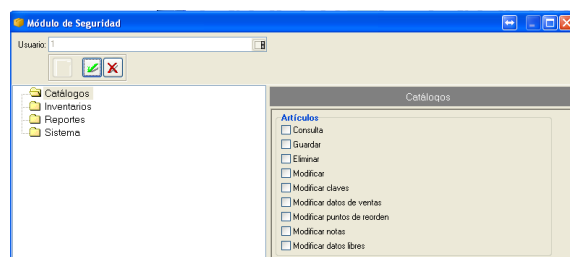 Módulo de Seguridad
Usuario: 1
Catálogos
Inventarios
Reportes
Sistema
Catálogos
Artículos
Consulta
Guardar
Eliminar
Modificar
Modificar claves
Modificar datos de ventas
Modificar puntos de reorden
Modificar notas
Modificar datos libres